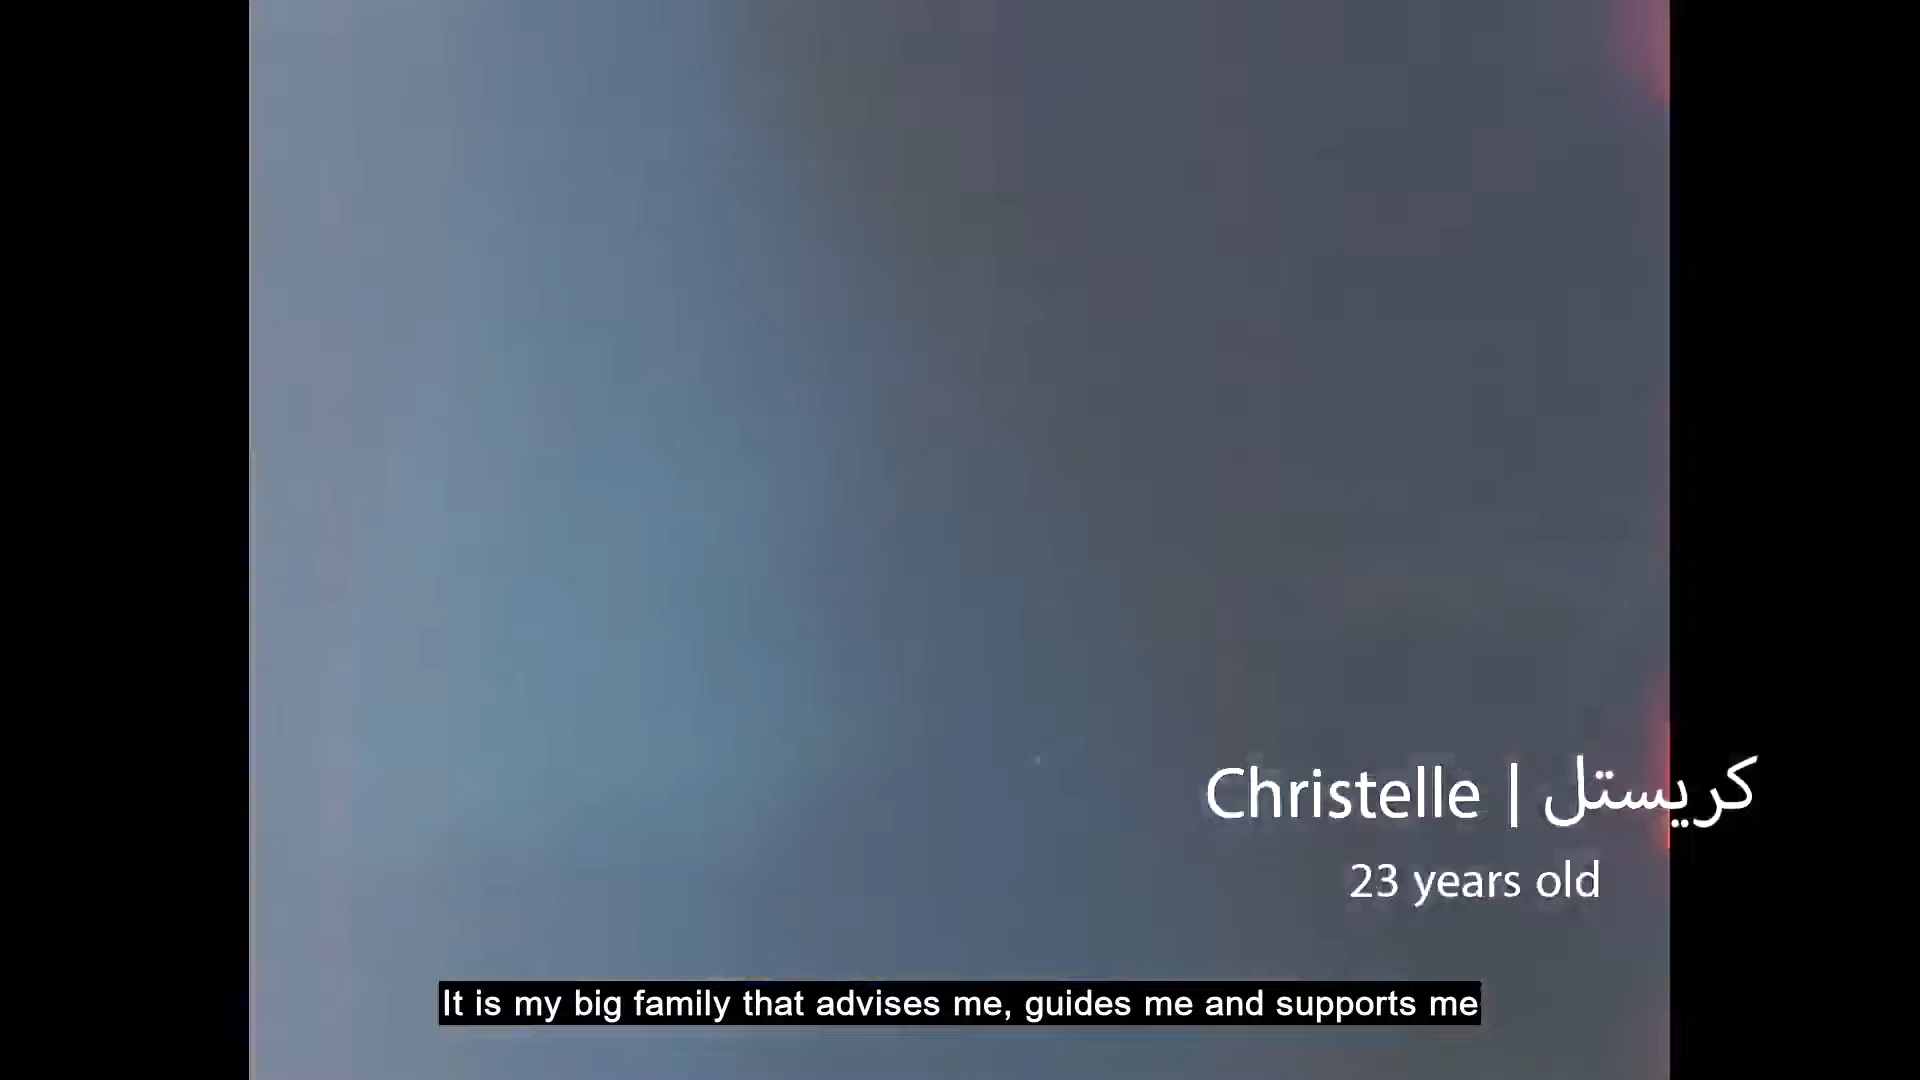 Christelle | كريستل
23 years old
It is my big family that advises me, guides me and supports me